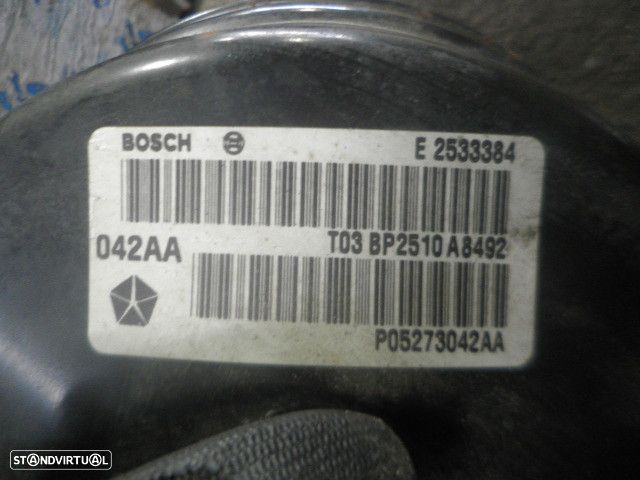 BOSCH E 2533384
042AA T03 BP2510 A8492
P05273042AA
STANDVIRTUAL